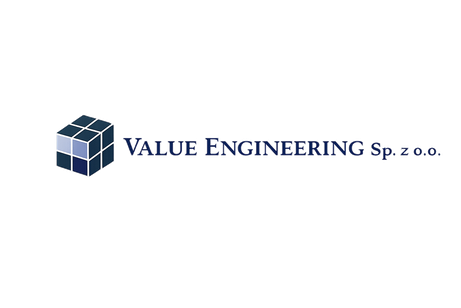 VALUE ENGINEERING Sp. z o.o.